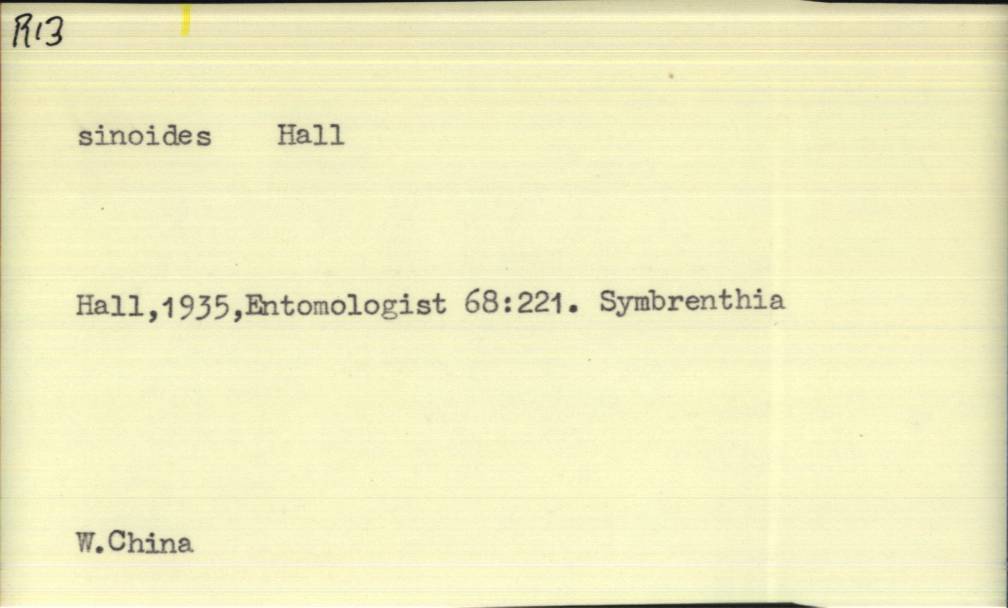 R13
sinoides Hall
Hall,1935,Entomologist 68:221. Symbrenthia
W.China